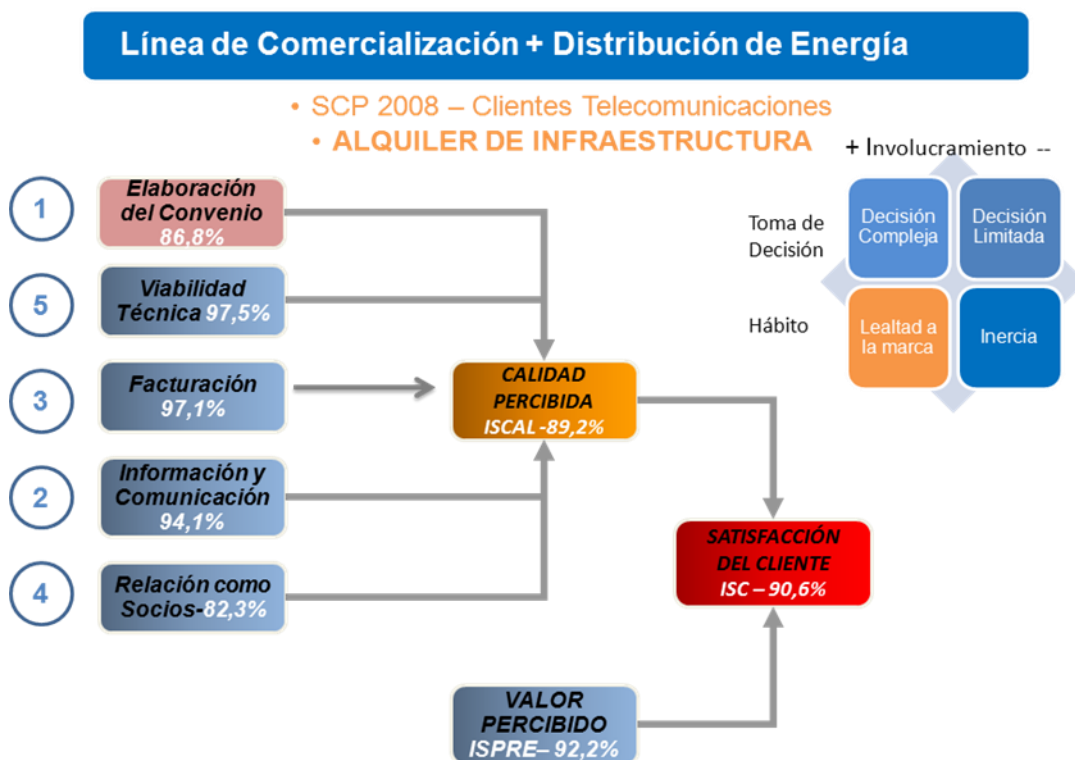 Línea de Comercialización + Distribución de Energía
• SCP 2008 – Clientes Telecomunicaciones
• ALQUILER DE INFRAESTRUCTURA
+ Involucramiento --
Toma de
Decisión
Hábito
Decisión
Compleja
Decisión
Limitada
Lealtad a
la marca
Inercia
1
Elaboración
del Convenio
86,8%
5
Viabilidad
Técnica 97,5%
3
Facturación
97,1%
2
Información y
Comunicación
94,1%
4
Relación como
Socios-82,3%
CALIDAD
PERCIBIDA
ISCAL -89,2%
SATISFACCIÓN
DEL CLIENTE
ISC – 90,6%
VALOR
PERCIBIDO
ISPRE– 92,2%